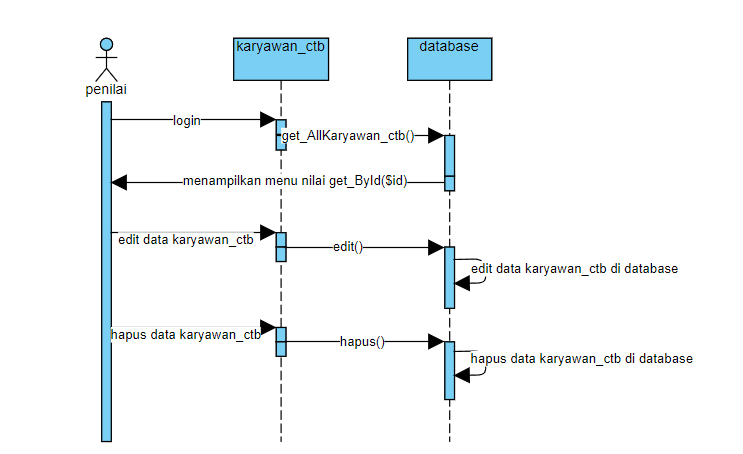 karyawan_ctb
database
penilai
login
get_AllKaryawan_ctb()
menampilkan menu nilai get_ById($id)
edit data karyawan_ctb
edit()
edit data karyawan_ctb di database
hapus data karyawan_ctb
hapus()
hapus data karyawan_ctb di database